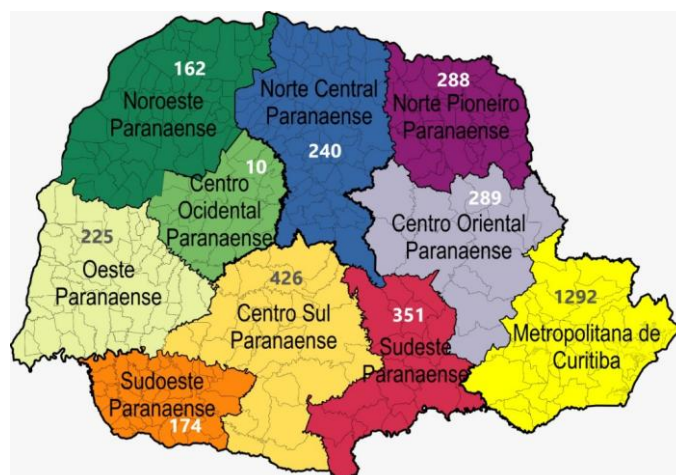 162
Noroeste
Paranaense
Norte Central
Paranaense
240
288
Norte Pioneiro
Paranaense
10
Centro
Ocidental
Paranaense
289
Centro Oriental
Paranaense
225
Oeste
Paranaense
426
Centro Sul
Paranaense
351
Sudeste
Paranaense
1292
Metropolitana de
Curitiba
Sudoeste
Paranaense
174